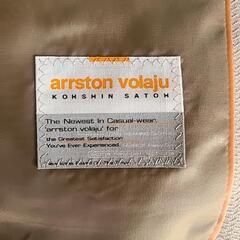 arrston volaju
KOHSHIN SATOH
The Newest In Casual-wear.
'arrston volaju' for
the Greatest Satisfaction
You've Ever Experienced.